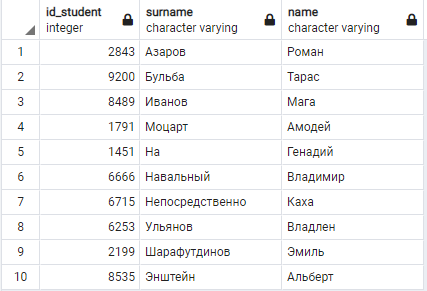 id_student surname name
integer character varying character varying
1 2843 Азаров Роман
2 9200 Бульба Тарас
3 8489 Иванов Мага
4 1791 Моцарт Амодей
5 1451 На Генадий
6 6666 Навальный Владимир
7 6715 Непосредственно Каха
8 6253 Ульянов Владлен
9 2199 Шарафутдинов Эмиль
10 8535 Энштейн Альберт